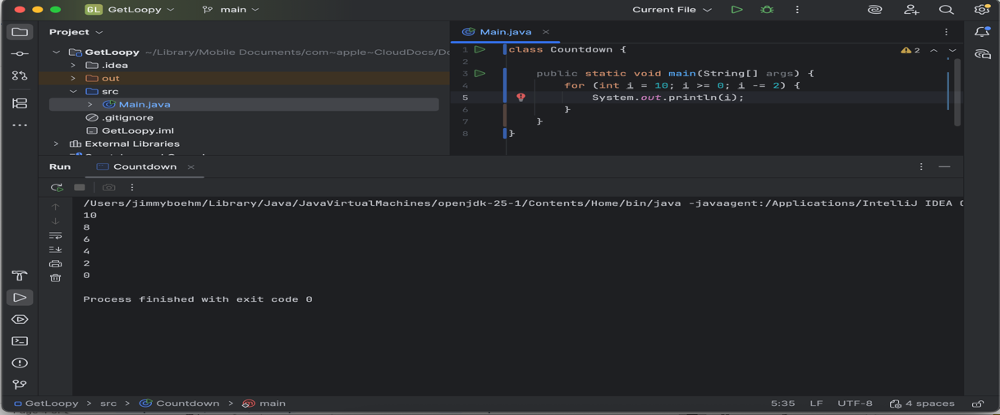 GL GetLoopy main Current File
Project
GetLoopy ~/Library/Mobile Documents/com~apple~CloudDocs/Do
.idea
out
src
Main.java
.gitignore
GetLoopy.iml
External Libraries
Main.java
1 class Countdown {
2
3 public static void main(String[] args) {
4 for (int i = 10; i >= 0; i -= 2) {
5 System.out.println(i);
6 }
7 }
8 }
2
Run Countdown
/Users/jimmyboehm/Library/Java/JavaVirtualMachines/openjdk-25-1/Contents/Home/bin/java -javaagent:/Applications/IntelliJ IDEA
10
8
6
4
2
0
Process finished with exit code 0
GetLoopy > src > Countdown > main 5:35 LF UTF-8 4 spaces